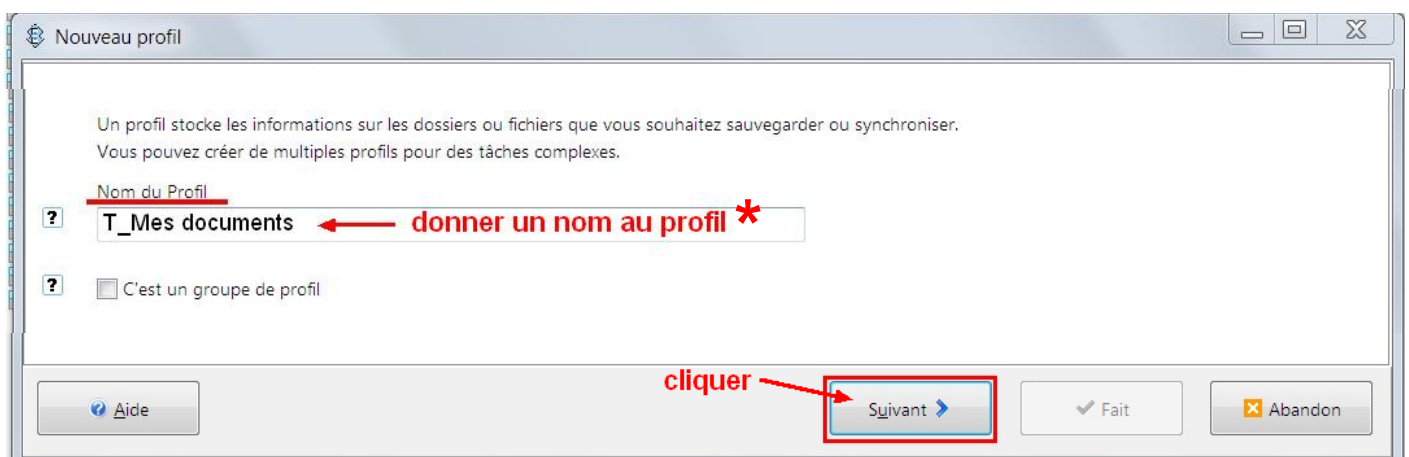 Nouveau profil
Un profil stocke les informations sur les dossiers ou fichiers que vous souhaitez sauvegarder ou synchroniser.
Vous pouvez créer de multiples profils pour des tâches complexes.
Nom du Profil
? T_Mes documents donner un nom au profil *
? C'est un groupe de profil
cliquer
Aide Suivant Fait Abandon